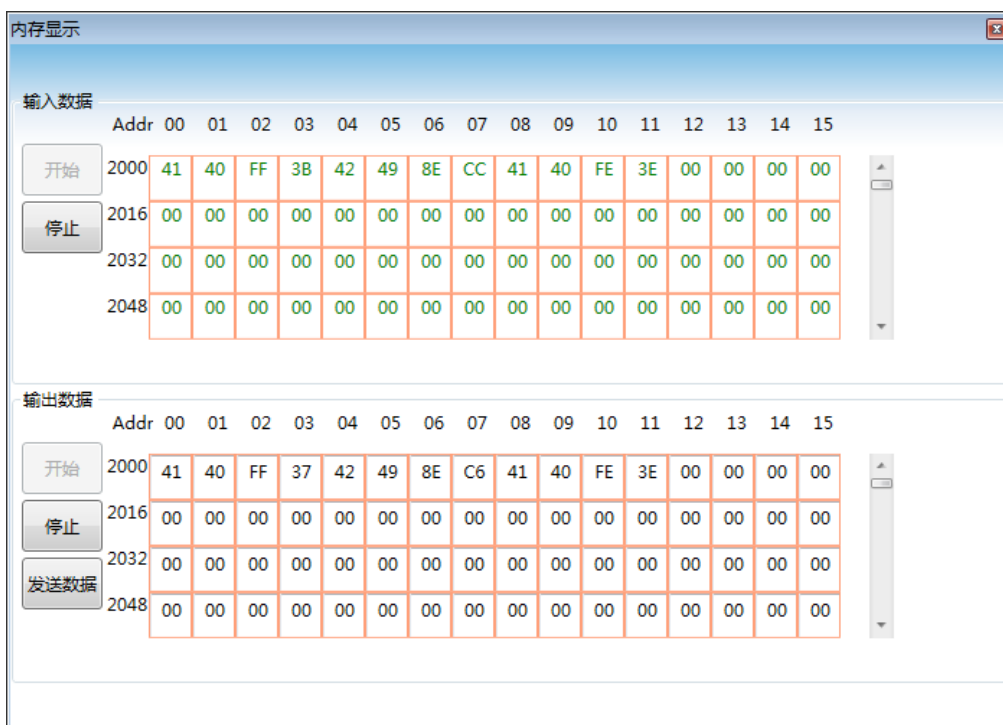 内存显示
输入数据
Addr 00 01 02 03 04 05 06 07 08 09 10 11 12 13 14 15
开始 2000 41 40 FF 3B 42 49 8E CC 41 40 FE 3E 00 00 00 00
停止 2016 00 00 00 00 00 00 00 00 00 00 00 00 00 00 00 00
2032 00 00 00 00 00 00 00 00 00 00 00 00 00 00 00 00
2048 00 00 00 00 00 00 00 00 00 00 00 00 00 00 00 00
输出数据
Addr 00 01 02 03 04 05 06 07 08 09 10 11 12 13 14 15
开始 2000 41 40 FF 37 42 49 8E C6 41 40 FE 3E 00 00 00 00
停止 2016 00 00 00 00 00 00 00 00 00 00 00 00 00 00 00 00
发送数据 2032 00 00 00 00 00 00 00 00 00 00 00 00 00 00 00 00
2048 00 00 00 00 00 00 00 00 00 00 00 00 00 00 00 00